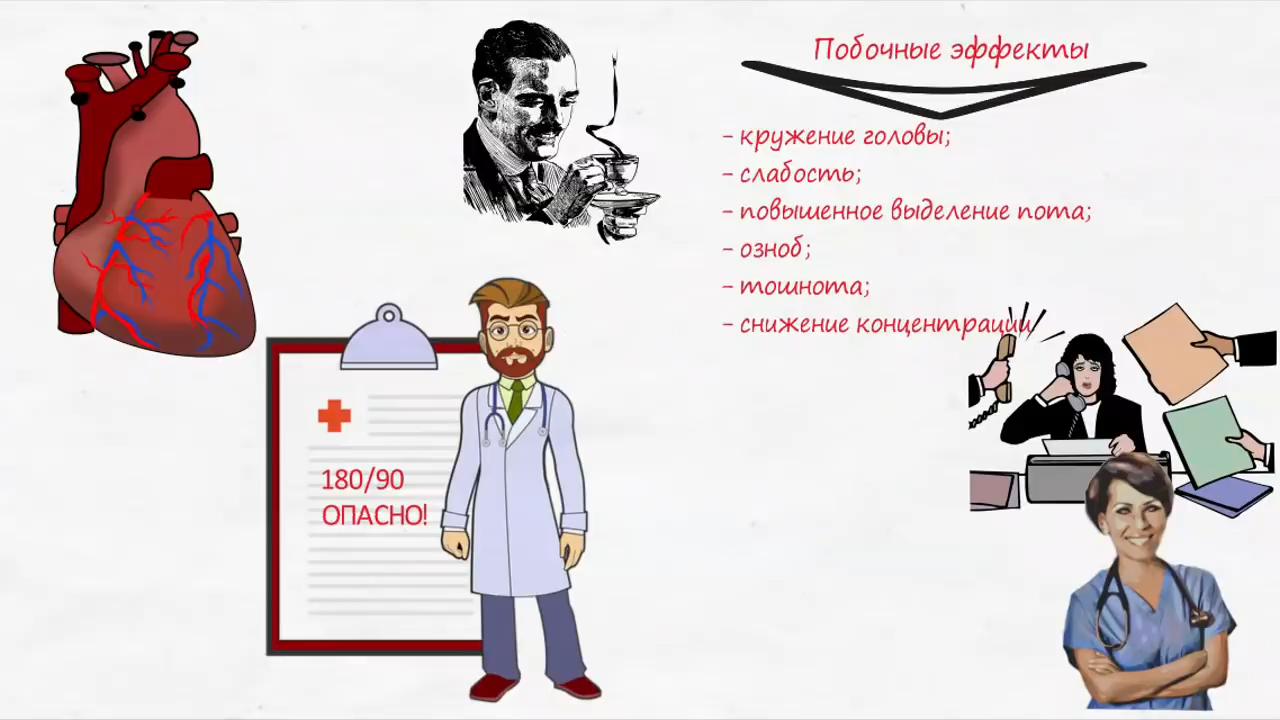 Побочные эффекты
- кружение головы;
- слабость;
- повышенное выделение пота;
- озноб;
- тошнота;
- снижение концентрации
180/90
ОПАСНО!